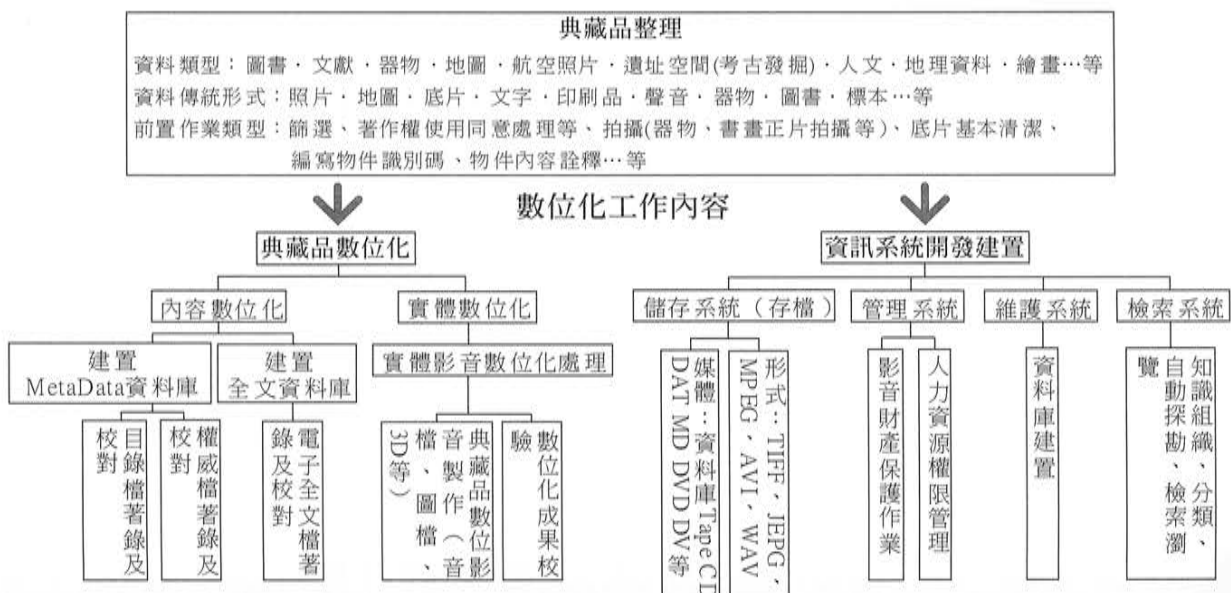 典藏品整理
資料類型：圖書．文獻．器物．地圖．航空照片．遺址空間(考古發掘)．人文．地理資料．繪畫…等
資料傳統形式：照片．地圖．底片．文字．印刷品．聲音．器物．圖書．標本…等
前置作業類型：篩選、著作權使用同意處理等、拍攝(器物、書畫正片拍攝等)、底片基本清潔、
編寫物件識別碼、物件內容詮釋…等
數位化工作內容
典藏品數位化
資訊系統開發建置
內容數位化
實體數位化
儲存系統（存檔）
管理系統
維護系統
檢索系統
建置
MetaData資料庫
建置
全文資料庫
實體影音數位化處理
目錄檔著錄及
校對
權威檔著錄及
校對
電子全文檔著
錄及校對
典藏品數位影
音製作（音
檔、圖檔、
3D等）
數位化成果校
驗
媒體：資料庫Tape CD
DAT MD DVD DV等
形式：TIFF，JEPG，
MPEG，AVI，WAV
影音財產保護作業
人力資源權限管理
資料庫建置
知識組織、分類、
自動探勘、檢索瀏
覽